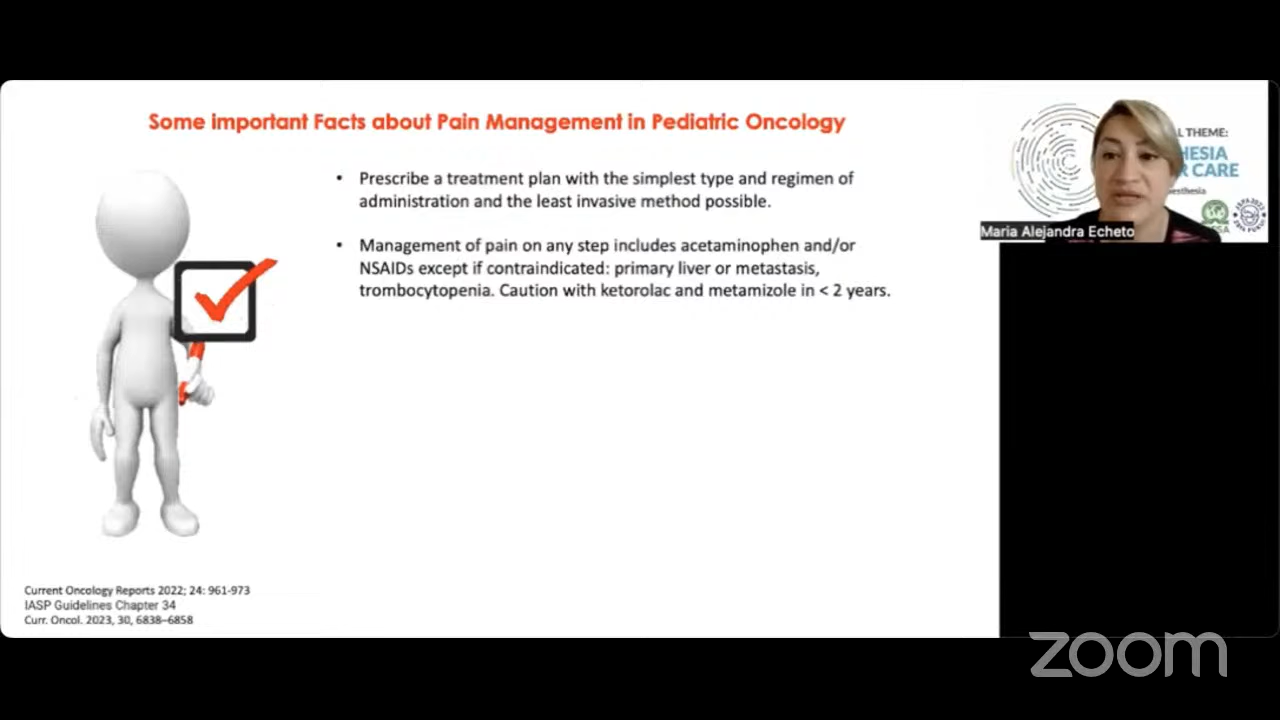 Some important Facts about Pain Management in Pediatric Oncology
• Prescribe a treatment plan with the simplest type and regimen of
administration and the least invasive method possible.
• Management of pain on any step includes acetaminophen and/or
NSAIDs except if contraindicated: primary liver or metastasis,
trombocytopenia. Caution with ketorolac and metamizole in < 2 years.
Current Oncology Reports 2022; 24: 961-973
IASP Guidelines Chapter 34
Curr. Oncol. 2023, 30, 6838–6858
THEME:
CARE
Maria Alejandra Echeto
zoom